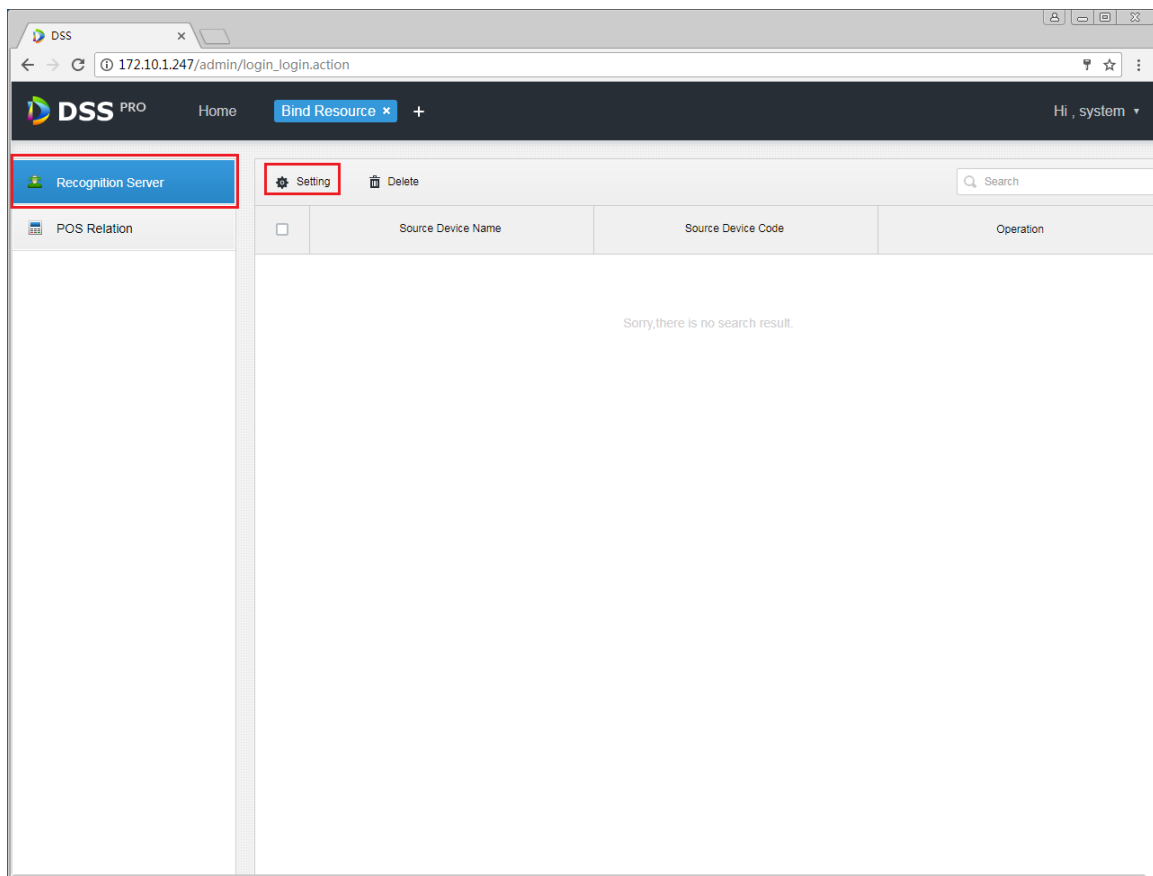 DSS
172.10.1.247/admin/login_login.action
DSS PRO
Home
Bind Resource
Hi , system
Recognition Server
Setting
Delete
Search
POS Relation
Source Device Name
Source Device Code
Operation
Sorry,there is no search result.